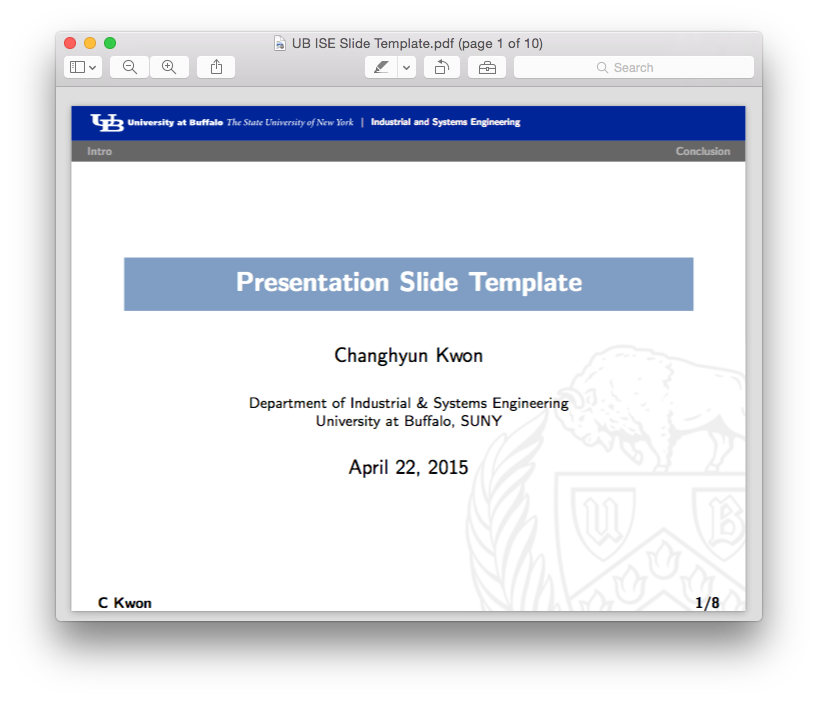 UB ISE Slide Template.pdf (page 1 of 10)
Search
UB University at Buffalo The State University of New York | Industrial and Systems Engineering
Intro Conclusion
Presentation Slide Template
Changhyun Kwon
Department of Industrial & Systems Engineering
University at Buffalo, SUNY
April 22, 2015
U B
C Kwon 1/8